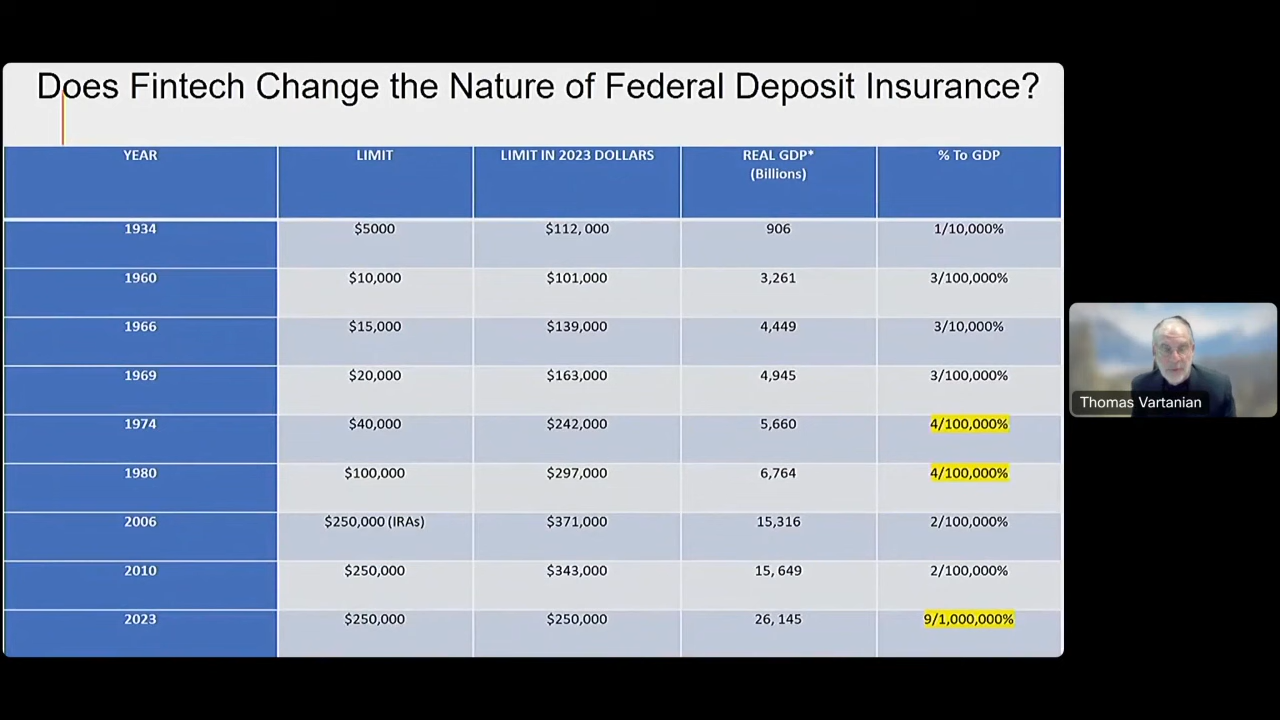 Does Fintech Change the Nature of Federal Deposit Insurance?
YEAR LIMIT LIMIT IN 2023 DOLLARS REAL GDP* % To GDP
(Billions)
1934 $5000 $112, 000 906 1/10,000%
1960 $10,000 $101,000 3,261 3/100,000%
1966 $15,000 $139,000 4,449 3/10,000%
1969 $20,000 $163,000 4,945 3/100,000%
1974 $40,000 $242,000 5,660 4/100,000%
1980 $100,000 $297,000 6,764 4/100,000%
2006 $250,000 (IRAs) $371,000 15,316 2/100,000%
2010 $250,000 $343,000 15, 649 2/100,000%
2023 $250,000 $250,000 26, 145 9/1,000,000%
Thomas Vartanian